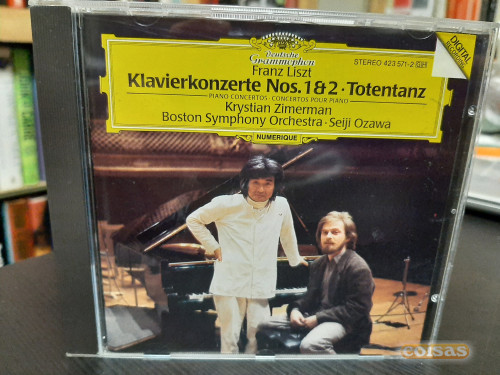 Deutsche
Grammophon
DIGITAL
STEREO 423 571-2
Franz Liszt
Klavierkonzerte Nos. 1 & 2 · Totentanz
PIANO CONCERTOS · CONCERTOS POUR PIANO
Krystian Zimerman
Boston Symphony Orchestra · Seiji Ozawa
NUMERIQUE
coisas